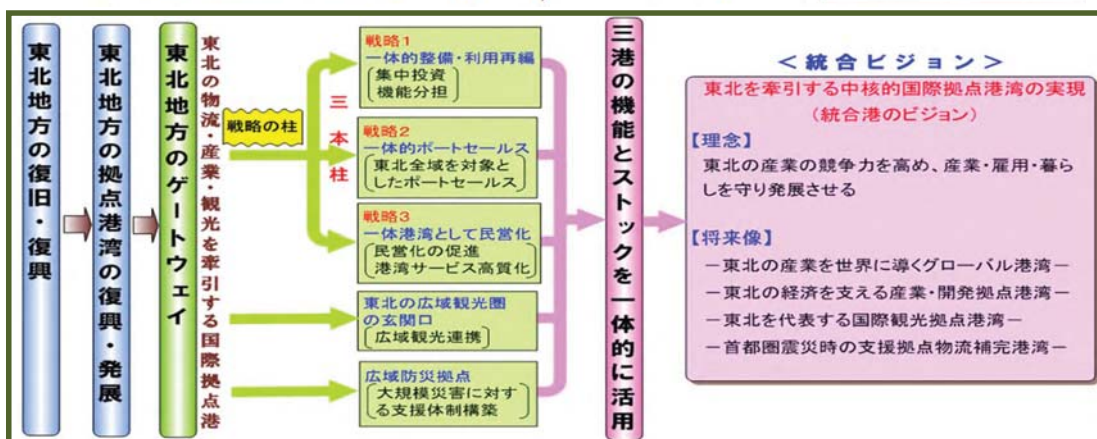 東北地方の復旧・復興
東北地方の拠点港湾の復興・発展
東北地方のゲートウェイ
東北の物流・産業・観光を牽引する国際拠点港
戦略の柱
三本柱
戦略1
一体的整備・利用再編
集中投資
機能分担
戦略2
一体的ポートセールス
東北全域を対象と
したポートセールス
戦略3
一体港湾として民営化
民営化の促進
港湾サービス高質化
東北の広域観光圏
の玄関口
広域観光連携
広域防災拠点
大規模災害に対す
る支援体制構築
三港の機能とストックを一体的に活用
＜統合ビジョン＞
東北を牽引する中核的国際拠点港湾の実現
(統合港のビジョン)
【理念】
東北の産業の競争力を高め、産業・雇用・暮ら
しを守り発展させる
【将来像】
－東北の産業を世界に導くグローバル港湾－
－東北の経済を支える産業・開発拠点港湾－
－東北を代表する国際観光拠点港湾－
－首都圏震災時の支援拠点物流補完港湾－